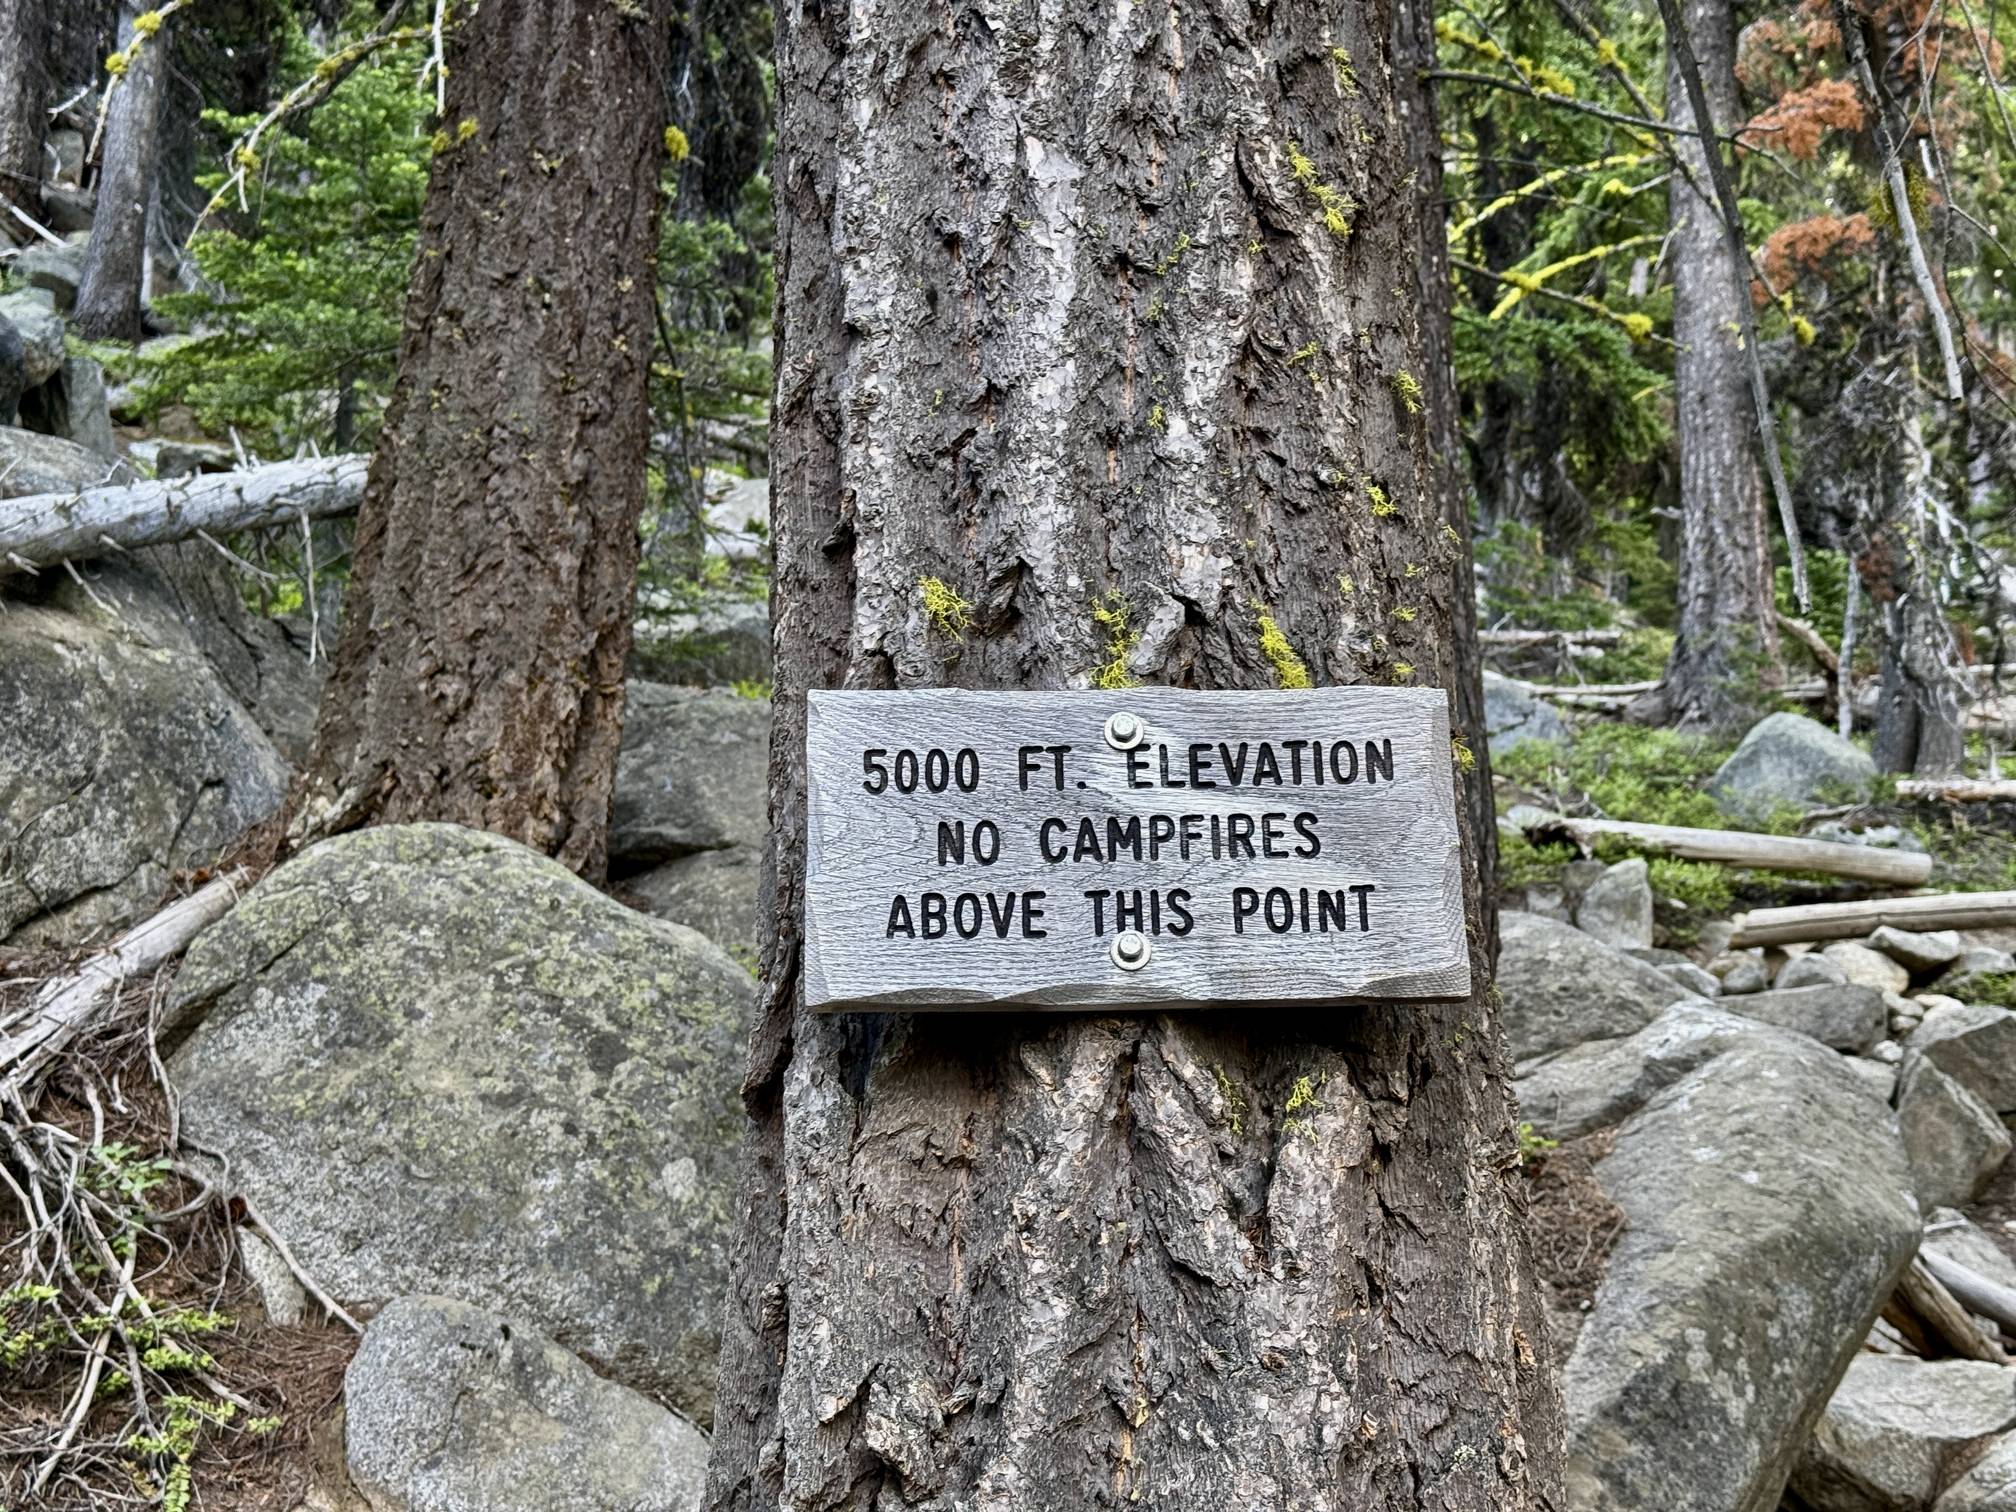 5000 FT. ELEVATION
NO CAMPFIRES
ABOVE THIS POINT